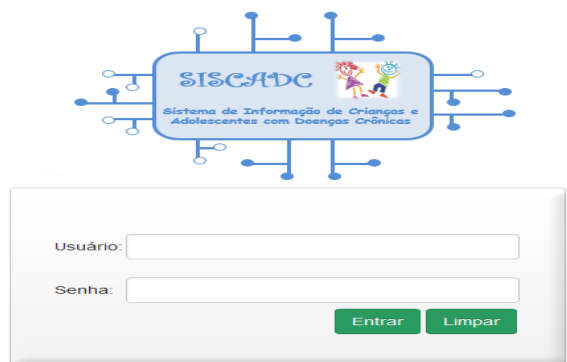 SISCADC
Sistema de Informação de Crianças e
Adolescentes com Doenças Crônicas
Usuário:
Senha:
Entrar Limpar